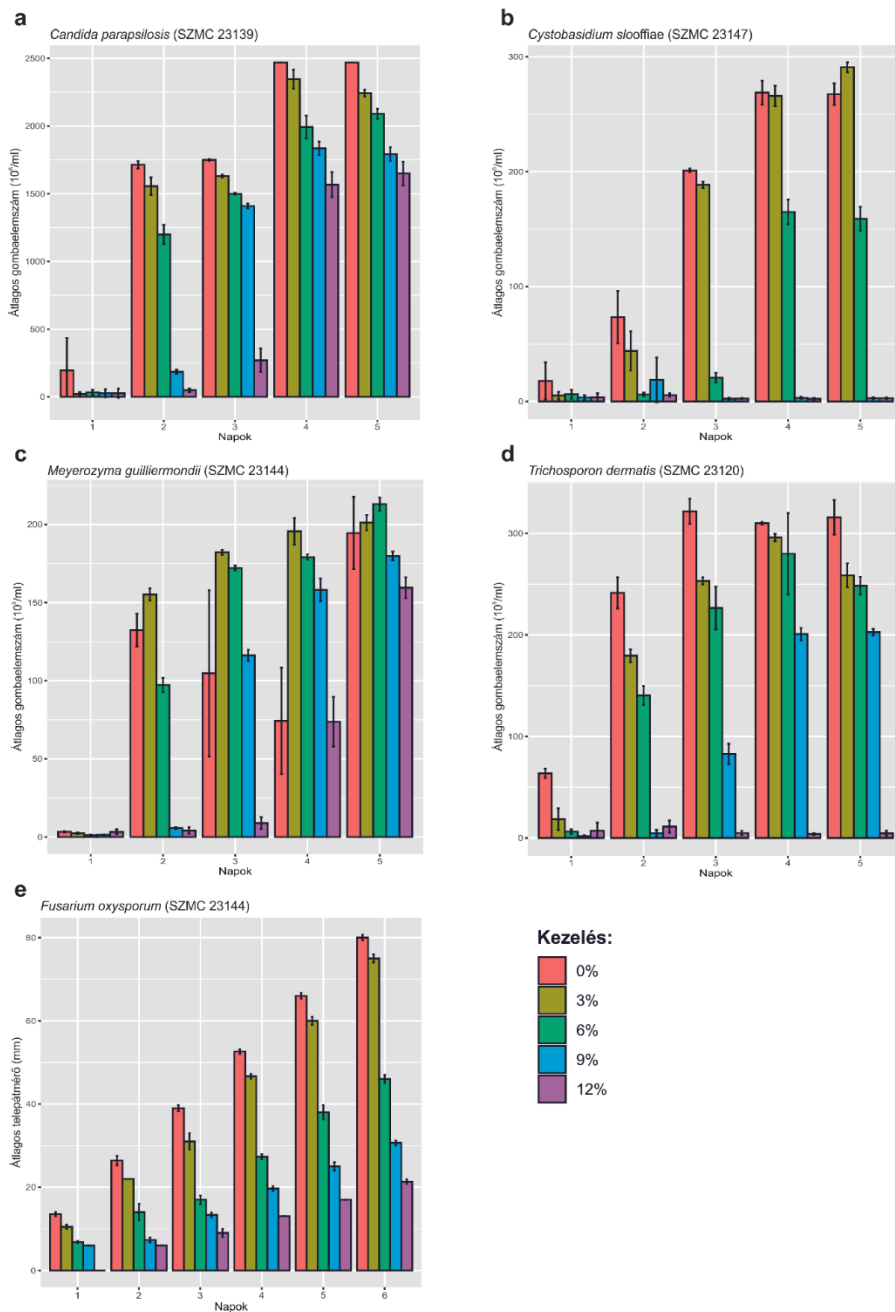 a
Candida parapsilosis (SZMC 23139)
Átlagos gombaelemszám (10⁶/ml)
2500
2000
1500
1000
500
0
1 2 3 4 5
Napok
b
Cystobasidium slooffiae (SZMC 23147)
Átlagos gombaelemszám (10⁶/ml)
300
200
100
0
1 2 3 4 5
Napok
c
Meyerozyma guilliermondii (SZMC 23144)
Átlagos gombaelemszám (10⁶/ml)
200
150
100
50
0
1 2 3 4 5
Napok
d
Trichosporon dermatis (SZMC 23120)
Átlagos gombaelemszám (10⁶/ml)
300
200
100
0
1 2 3 4 5
Napok
e
Fusarium oxysporum (SZMC 23144)
Átlagos telepátmérő (mm)
80
60
40
20
0
1 2 3 4 5 6
Napok
Kezelés:
0%
3%
6%
9%
12%